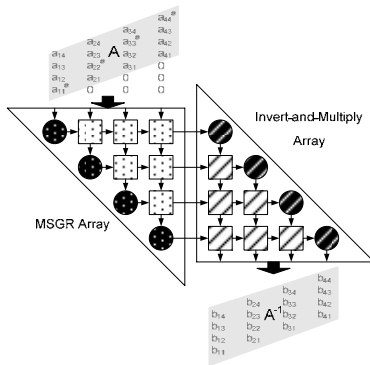 a44*
a34 a43
a24 a33 a42
a14 a23 a32 a41
A
a13 a22 a31 0
a12 a21 0 0
a11 0 0 0
Invert-and-Multiply
Array
MSGR Array
b44
b34 b43
b24 b33 b42
b14 b23 b32 b41
A-1
b13 b22 b31
b12 b21
b11